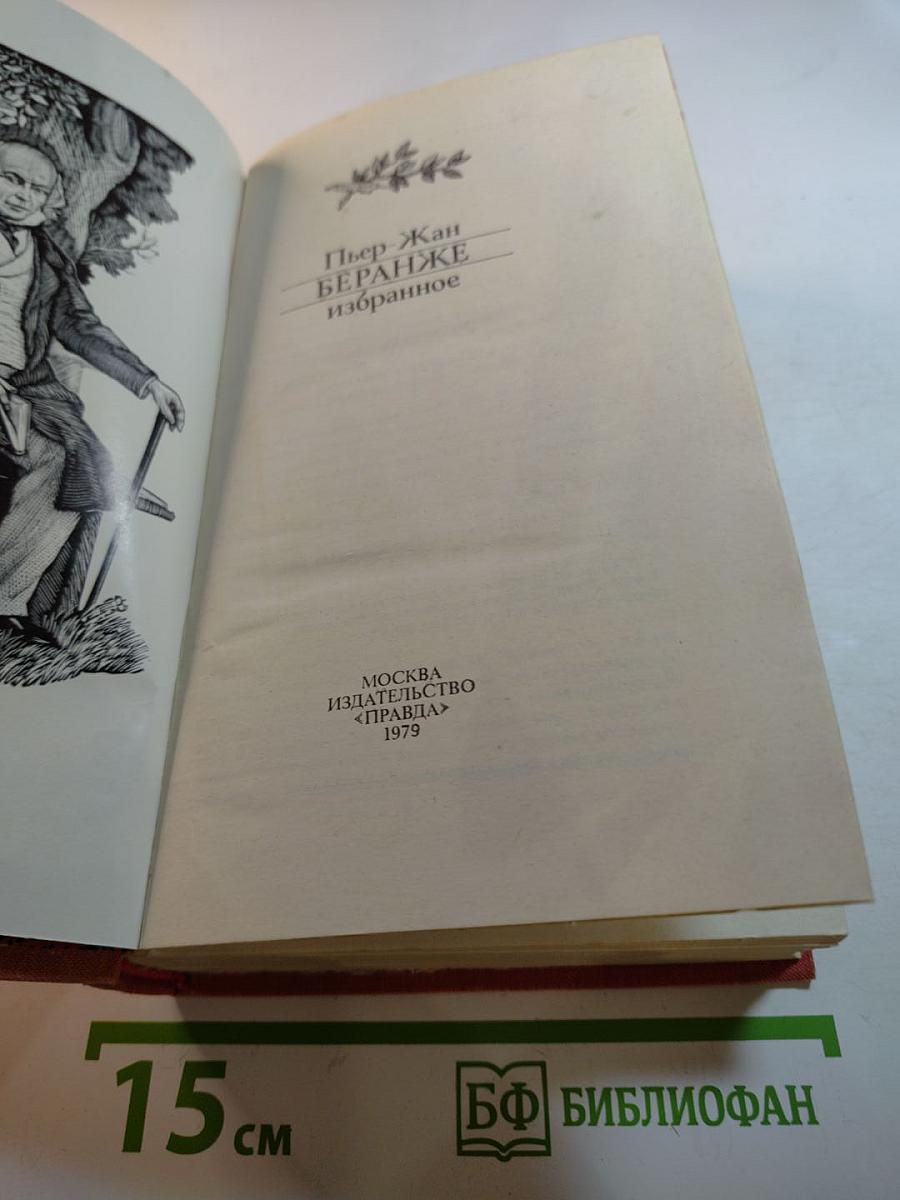 Пьер-Жан
БЕРАНЖЕ
избранное
МОСКВА
ИЗДАТЕЛЬСТВО
«ПРАВДА»
1979
15 см
БФ БИБЛИОФАН